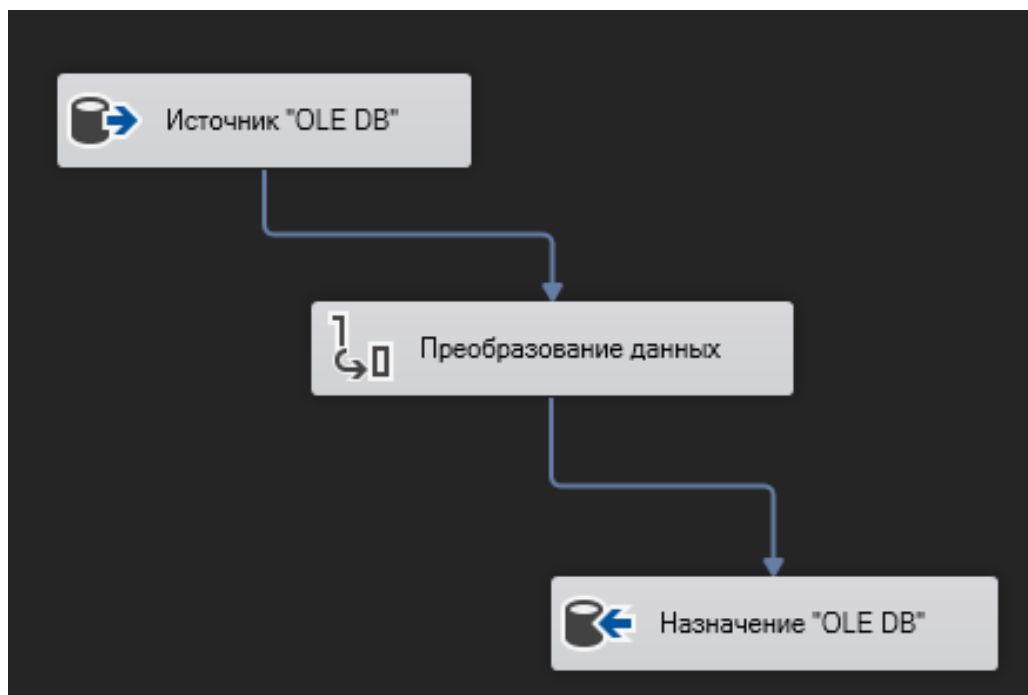 Источник "OLE DB"
Преобразование данных
Назначение "OLE DB"